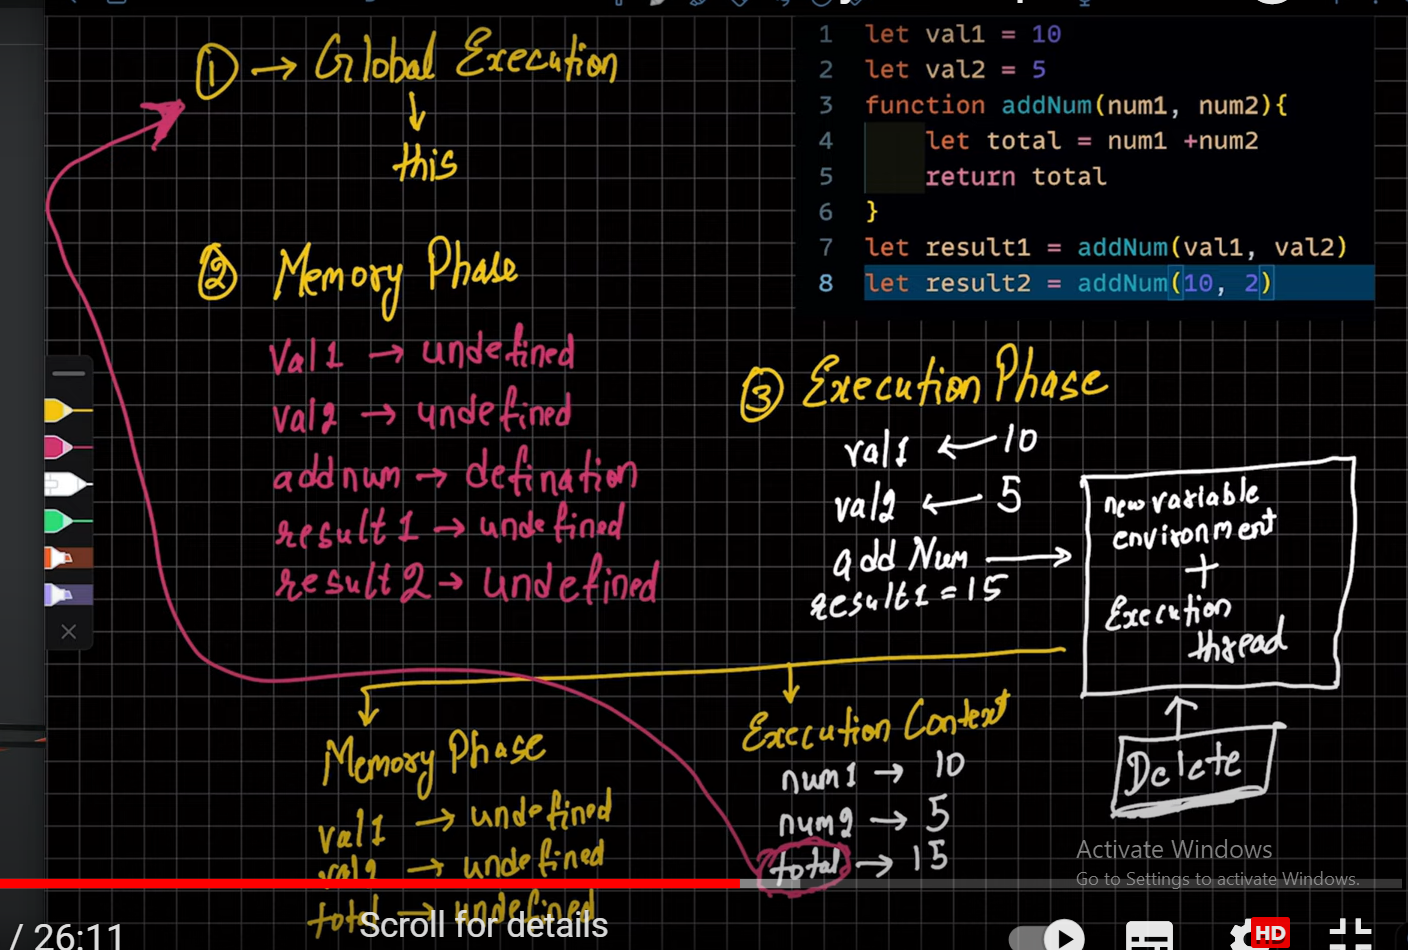 ① → Global Execution
↓
this
② Memory Phase
Val1 → undefined
val2 → undefined
addnum → defination
result1 → undefined
result2 → undefined
1 let val1 = 10
2 let val2 = 5
3 function addNum(num1, num2){
4 let total = num1 +num2
5 return total
6 }
7 let result1 = addNum(val1, val2)
8 let result2 = addNum(10, 2)
③ Execution Phase
val1 ← 10
val2 ← 5
add Num →
result1 = 15
new variable
environment
+
Execution
thread
Delete
Memory Phase
val1 → undefined
val2 → undefined
total → undefined
Execution Context
num1 → 10
num2 → 5
total → 15
Activate Windows
Go to Settings to activate Windows.
/ 26:11
Scroll for details
HD